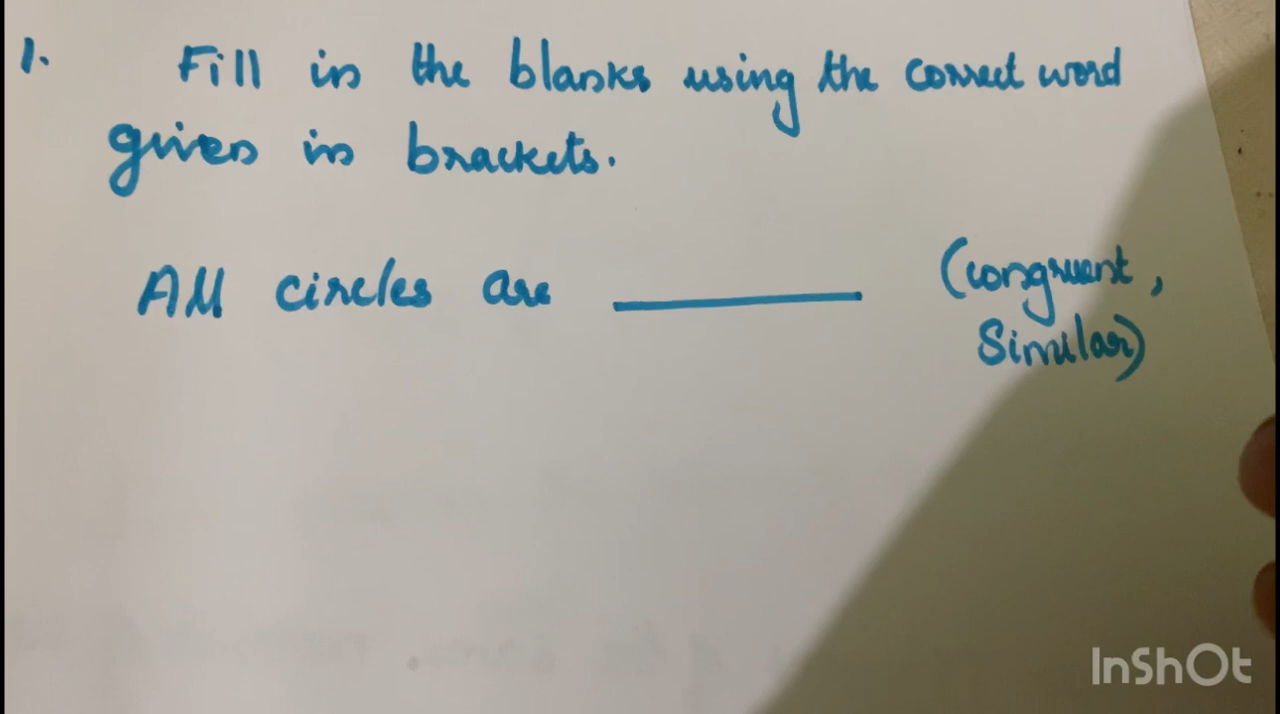 1. Fill in the blanks using the correct word
given in brackets.
All circles are ________ (congruent,
Similar)
InShOt